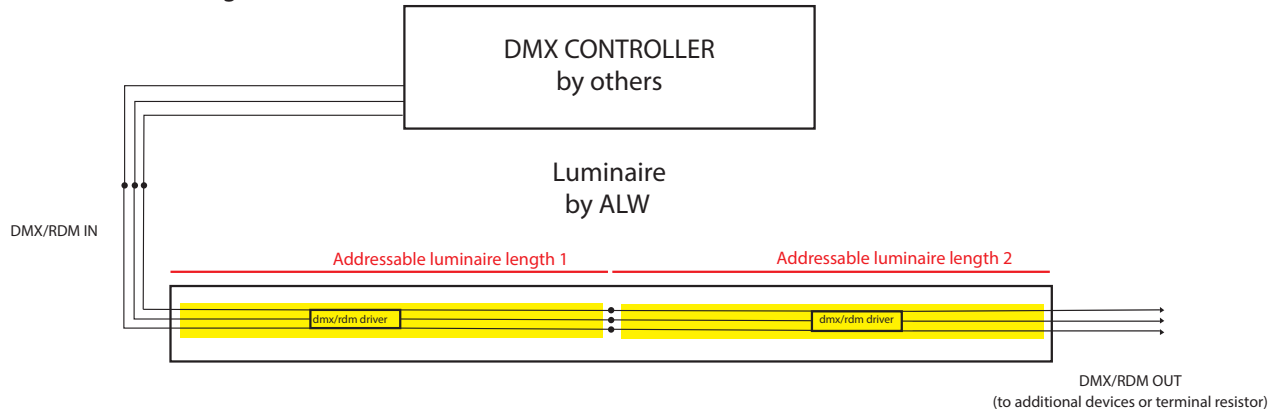 DMX CONTROLLER
by others
Luminaire
by ALW
DMX/RDM IN
Addressable luminaire length 1
Addressable luminaire length 2
dmx/rdm driver
dmx/rdm driver
DMX/RDM OUT
(to additional devices or terminal resistor)